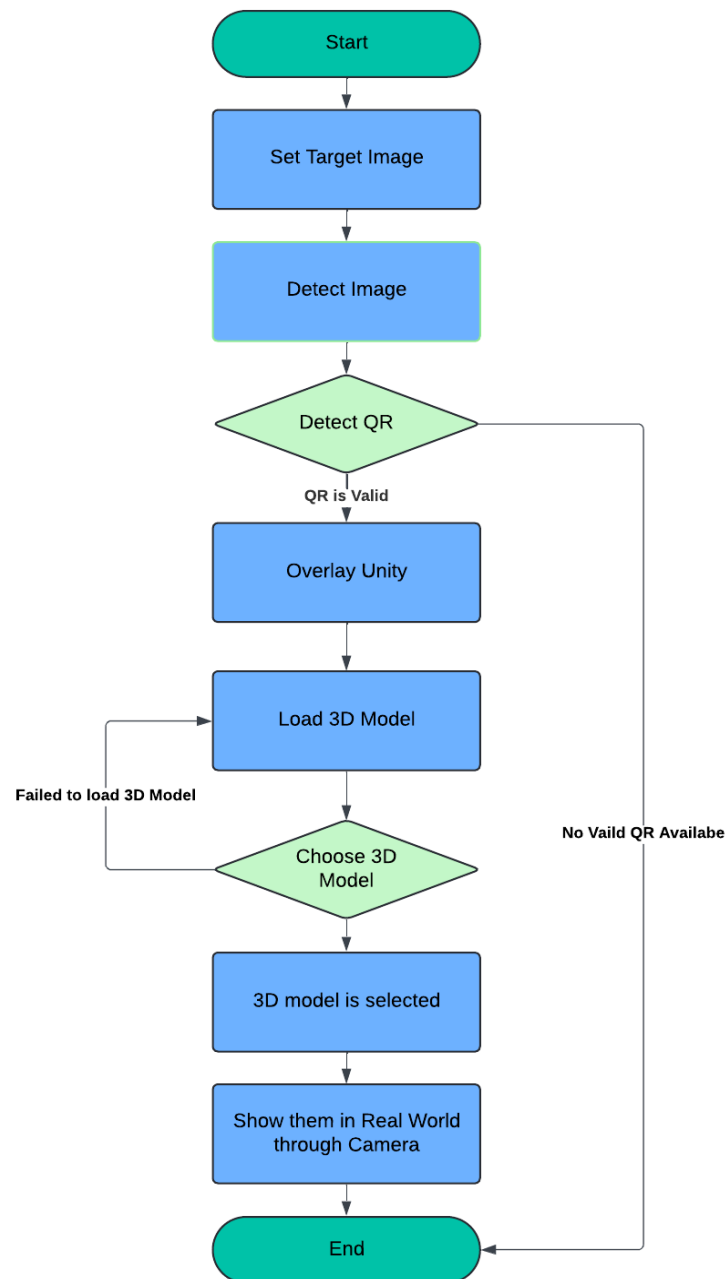 Start
Set Target Image
Detect Image
Detect QR
QR is Valid
Overlay Unity
Load 3D Model
Failed to load 3D Model
No Vaild QR Availabe
Choose 3D
Model
3D model is selected
Show them in Real World
through Camera
End